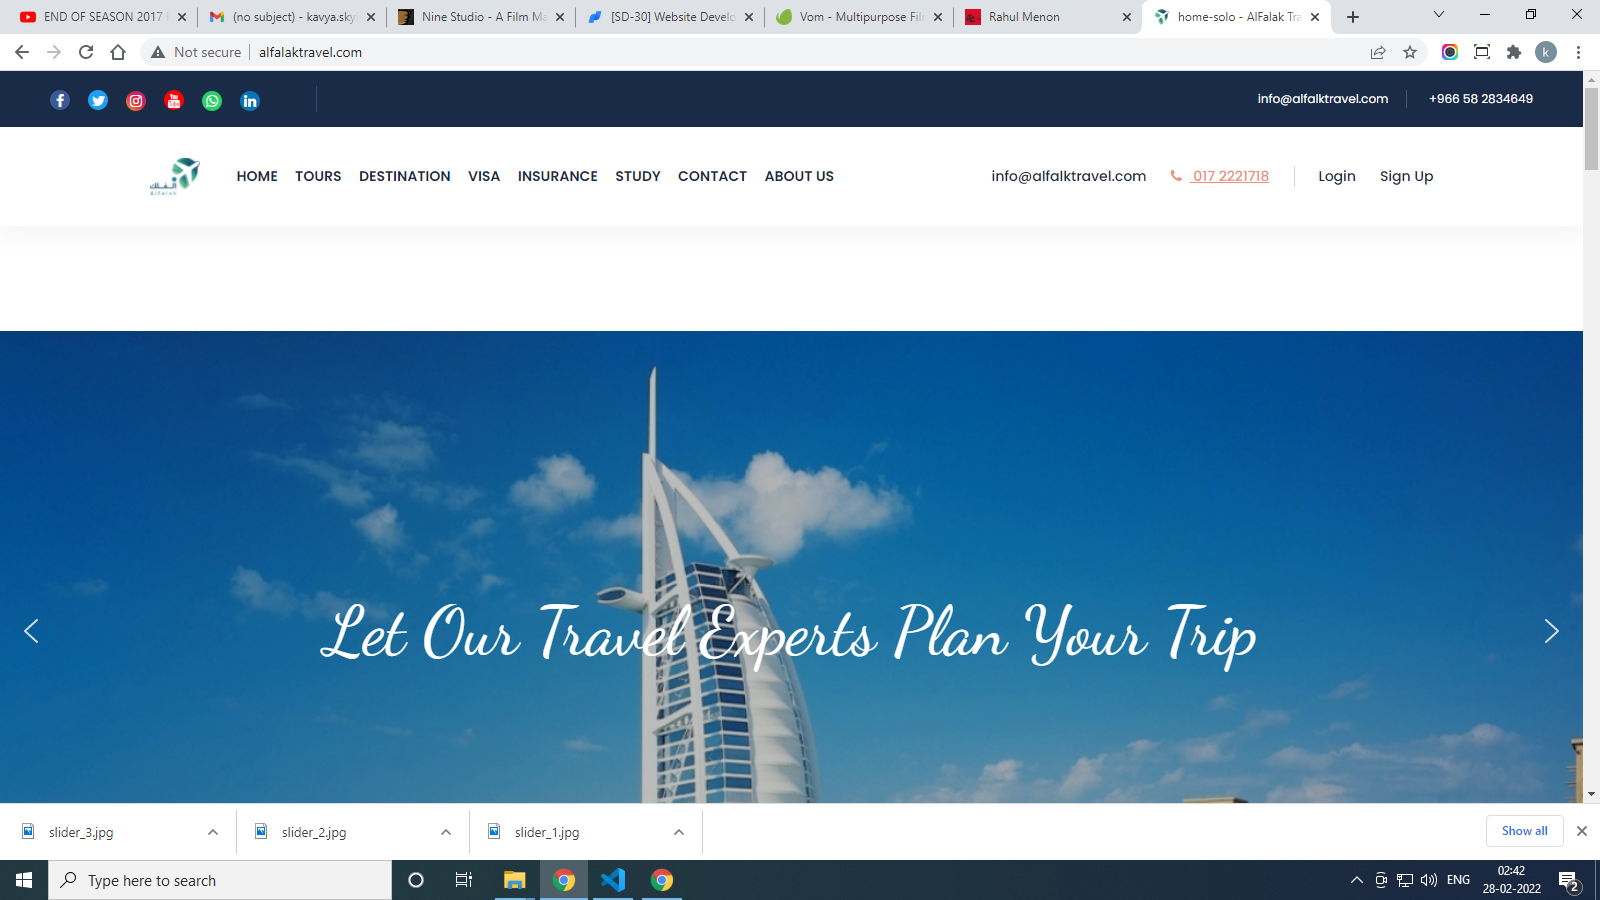 END OF SEASON 2017
(no subject) - kavya.sky
Nine Studio - A Film Ma
[SD-30] Website Develo
Vom - Multipurpose Fil
Rahul Menon
home-solo - AlFalak Tra
Not secure
alfalaktravel.com
k
info@alfalktravel.com
+966 58 2834649
الفلك
Alfalak
HOME
TOURS
DESTINATION
VISA
INSURANCE
STUDY
CONTACT
ABOUT US
info@alfalktravel.com
017 2221718
Login
Sign Up
Let Our Travel Experts Plan Your Trip
slider_3.jpg
slider_2.jpg
slider_1.jpg
Show all
Type here to search
ENG
02:42
28-02-2022
2